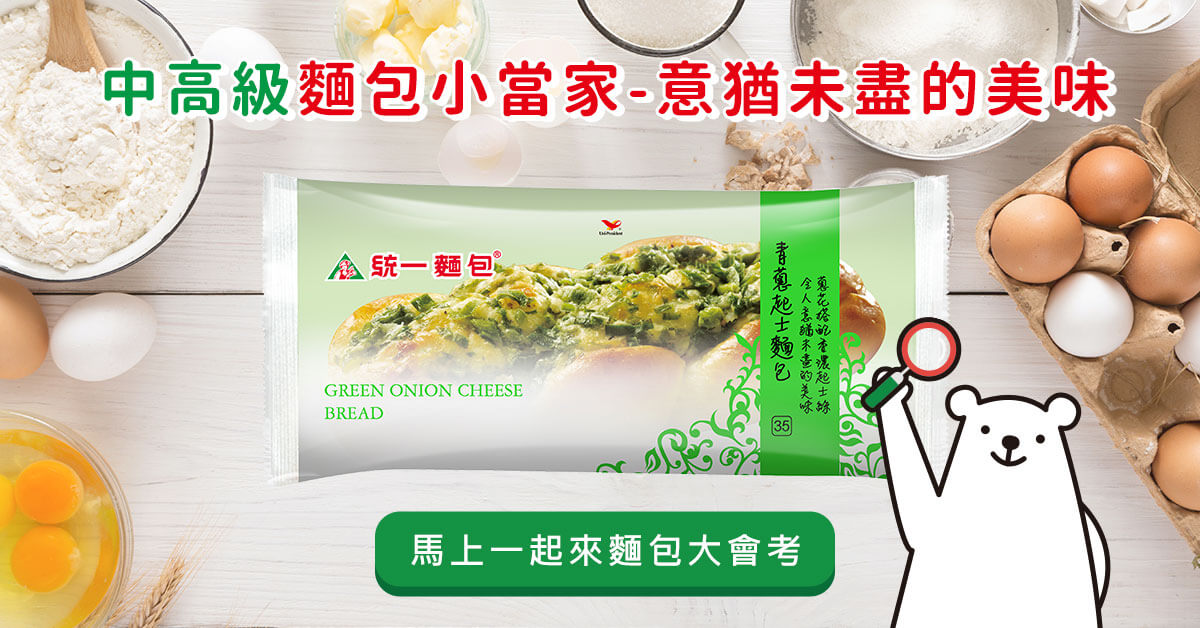 中高級麵包小當家-意猶未盡的美味
Uni-President
統一麵包®
GREEN ONION CHEESE
BREAD
青蔥起士麵包
蔥花搭配香濃起士絲
令人意猶未盡的美味
35
馬上一起來麵包大會考